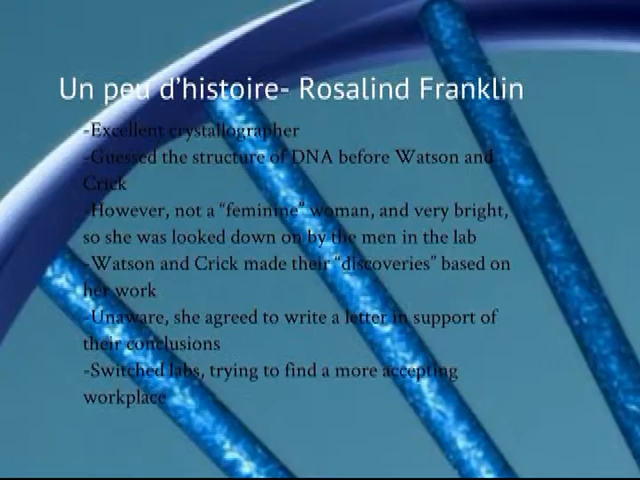 Un peu d’histoire- Rosalind Franklin
-Excellent crystallographer
-Guessed the structure of DNA before Watson and
Crick
-However, not a “feminine” woman, and very bright,
so she was looked down on by the men in the lab
-Watson and Crick made their “discoveries” based on
her work
-Unaware, she agreed to write a letter in support of
their conclusions
-Switched labs, trying to find a more accepting
workplace